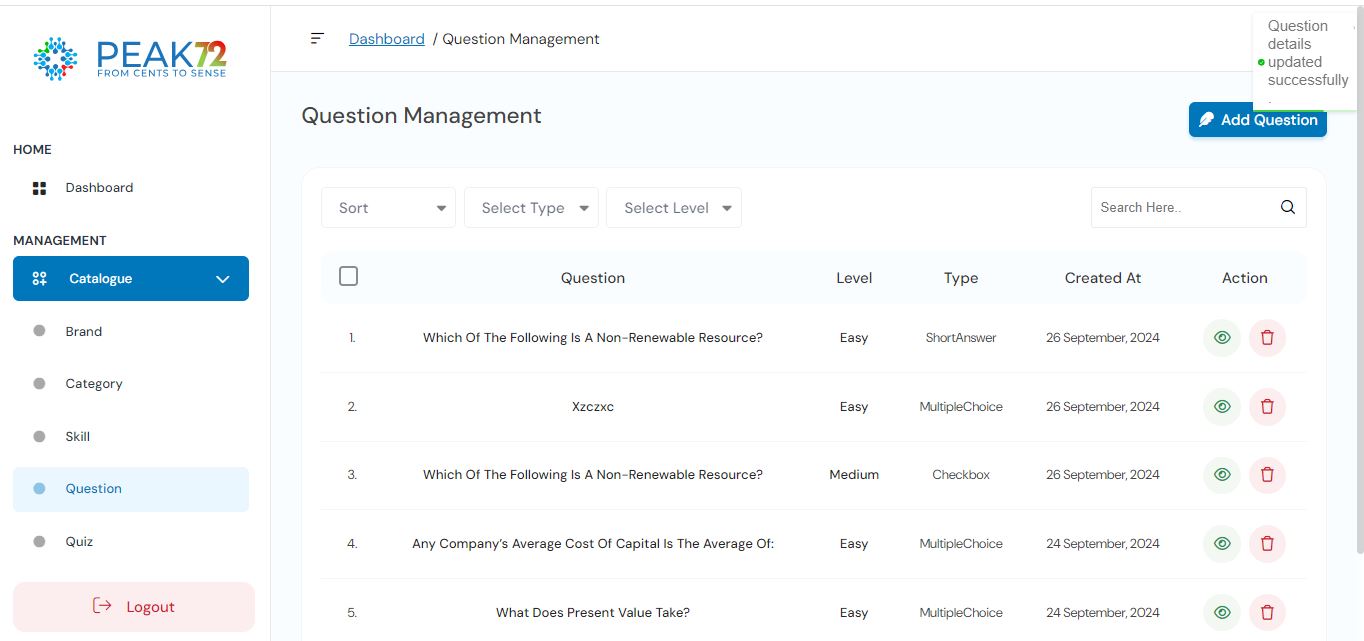 PEAK72
FROM CENTS TO SENSE
Dashboard / Question Management
Question
details
updated
successfully
.
HOME
Dashboard
MANAGEMENT
Catalogue
Brand
Category
Skill
Question
Quiz
Logout
Question Management
Add Question
Sort
Select Type
Select Level
Search Here..
Question Level Type Created At Action
1. Which Of The Following Is A Non-Renewable Resource? Easy ShortAnswer 26 September, 2024
2. Xzczxc Easy MultipleChoice 26 September, 2024
3. Which Of The Following Is A Non-Renewable Resource? Medium Checkbox 26 September, 2024
4. Any Company's Average Cost Of Capital Is The Average Of: Easy MultipleChoice 24 September, 2024
5. What Does Present Value Take? Easy MultipleChoice 24 September, 2024